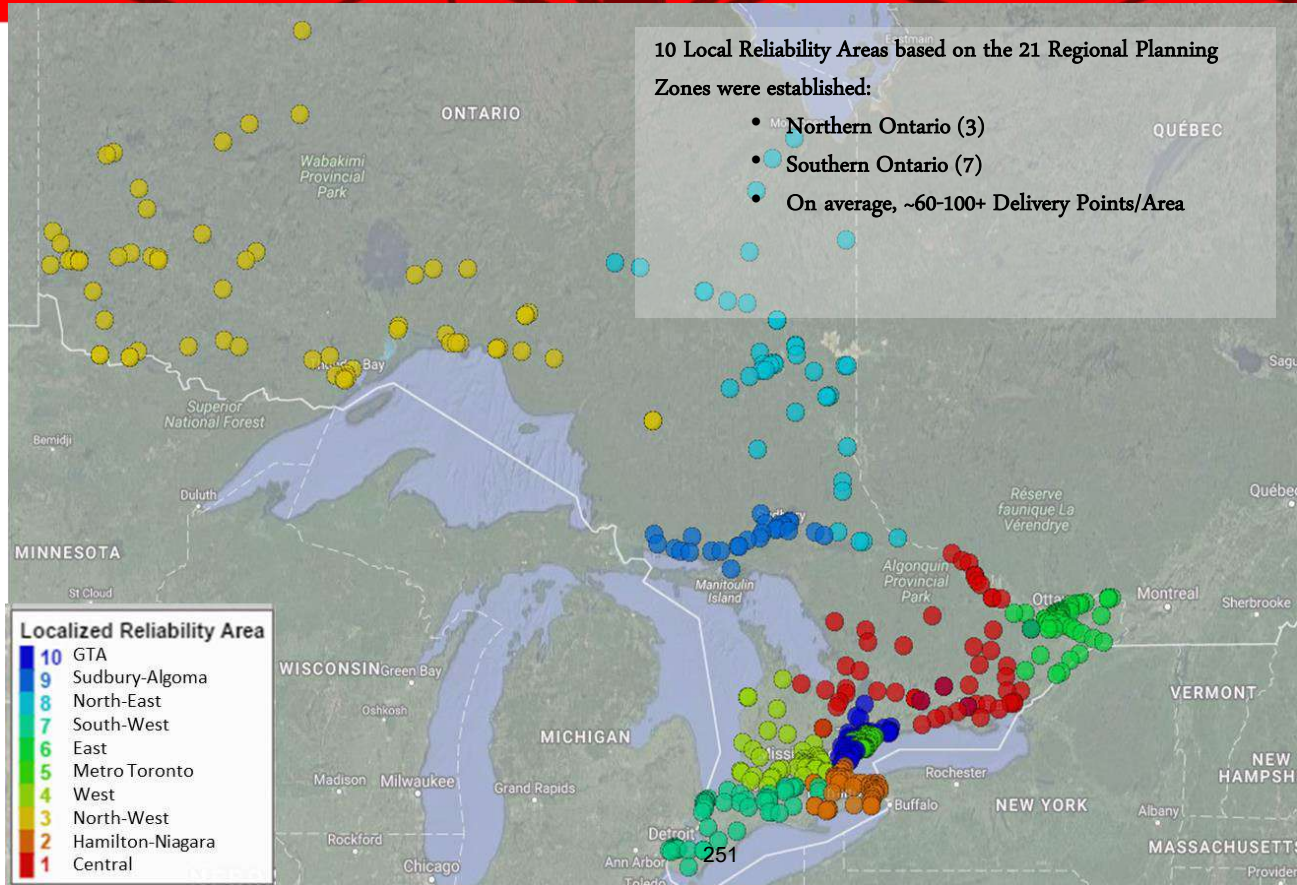 10 Local Reliability Areas based on the 21 Regional Planning
Zones were established:
• Northern Ontario (3)
• Southern Ontario (7)
• On average, ~60-100+ Delivery Points/Area
Eastmain
ONTARIO
QUÉBEC
Wabakimi
Provincial
Park
Bay
Superior
National Forest
Bemidji
Duluth
Réserve
faunique La
Vérendrye
MINNESOTA
St Cloud
Manitoulin
Island
Algonquin
Provincial
Park
Montreal
Sherbrooke
Localized Reliability Area
10 GTA
9 Sudbury-Algoma
8 North-East
7 South-West
6 East
5 Metro Toronto
4 West
3 North-West
2 Hamilton-Niagara
1 Central
WISCONSIN
Green Bay
Oshkosh
VERMONT
MICHIGAN
Madison
Milwaukee
Grand Rapids
Rochester
NEW
HAMPSH
Buffalo
NEW YORK
Albany
Rockford
Detroit
MASSACHUSETTS
Ann Arbor
251
Chicago
Toledo